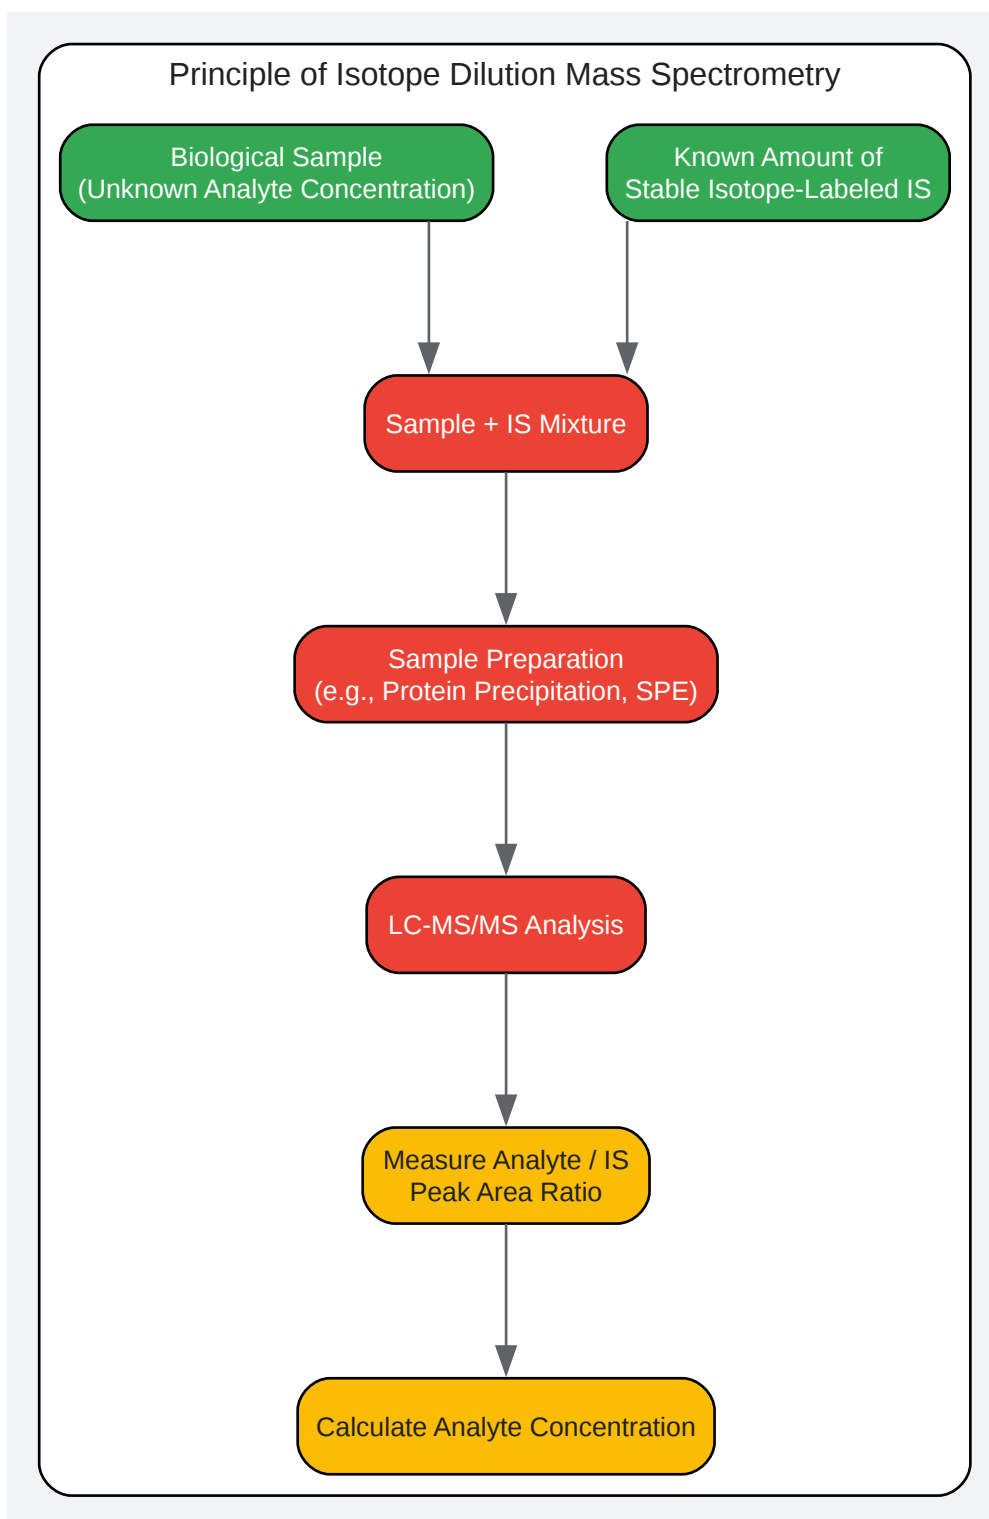 Principle of Isotope Dilution Mass Spectrometry
Biological Sample
(Unknown Analyte Concentration)
Known Amount of
Stable Isotope-Labeled IS
Sample + IS Mixture
Sample Preparation
(e.g., Protein Precipitation, SPE)
LC-MS/MS Analysis
Measure Analyte / IS
Peak Area Ratio
Calculate Analyte Concentration